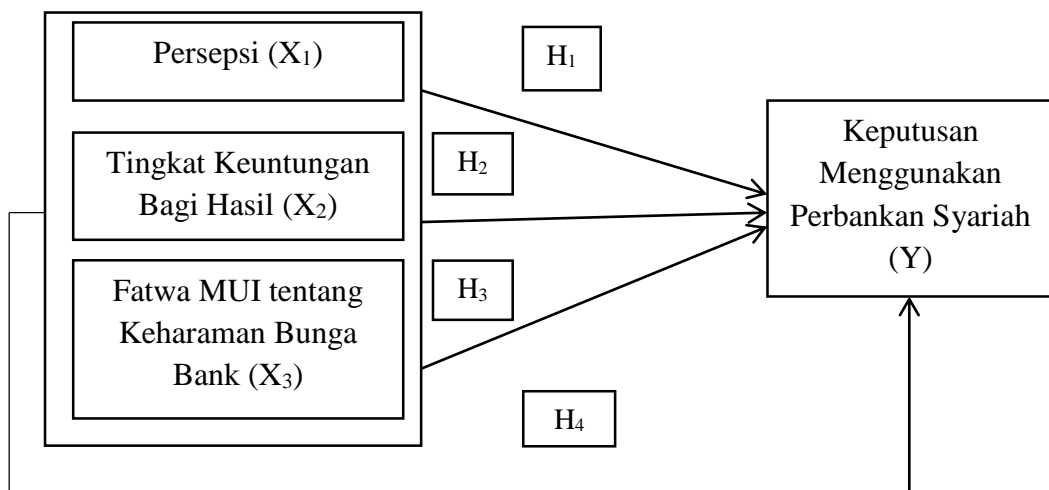 Persepsi (X₁)
H₁
Tingkat Keuntungan
Bagi Hasil (X₂)
H₂
Fatwa MUI tentang
Keharaman Bunga
Bank (X₃)
H₃
H₄
Keputusan
Menggunakan
Perbankan Syariah
(Y)